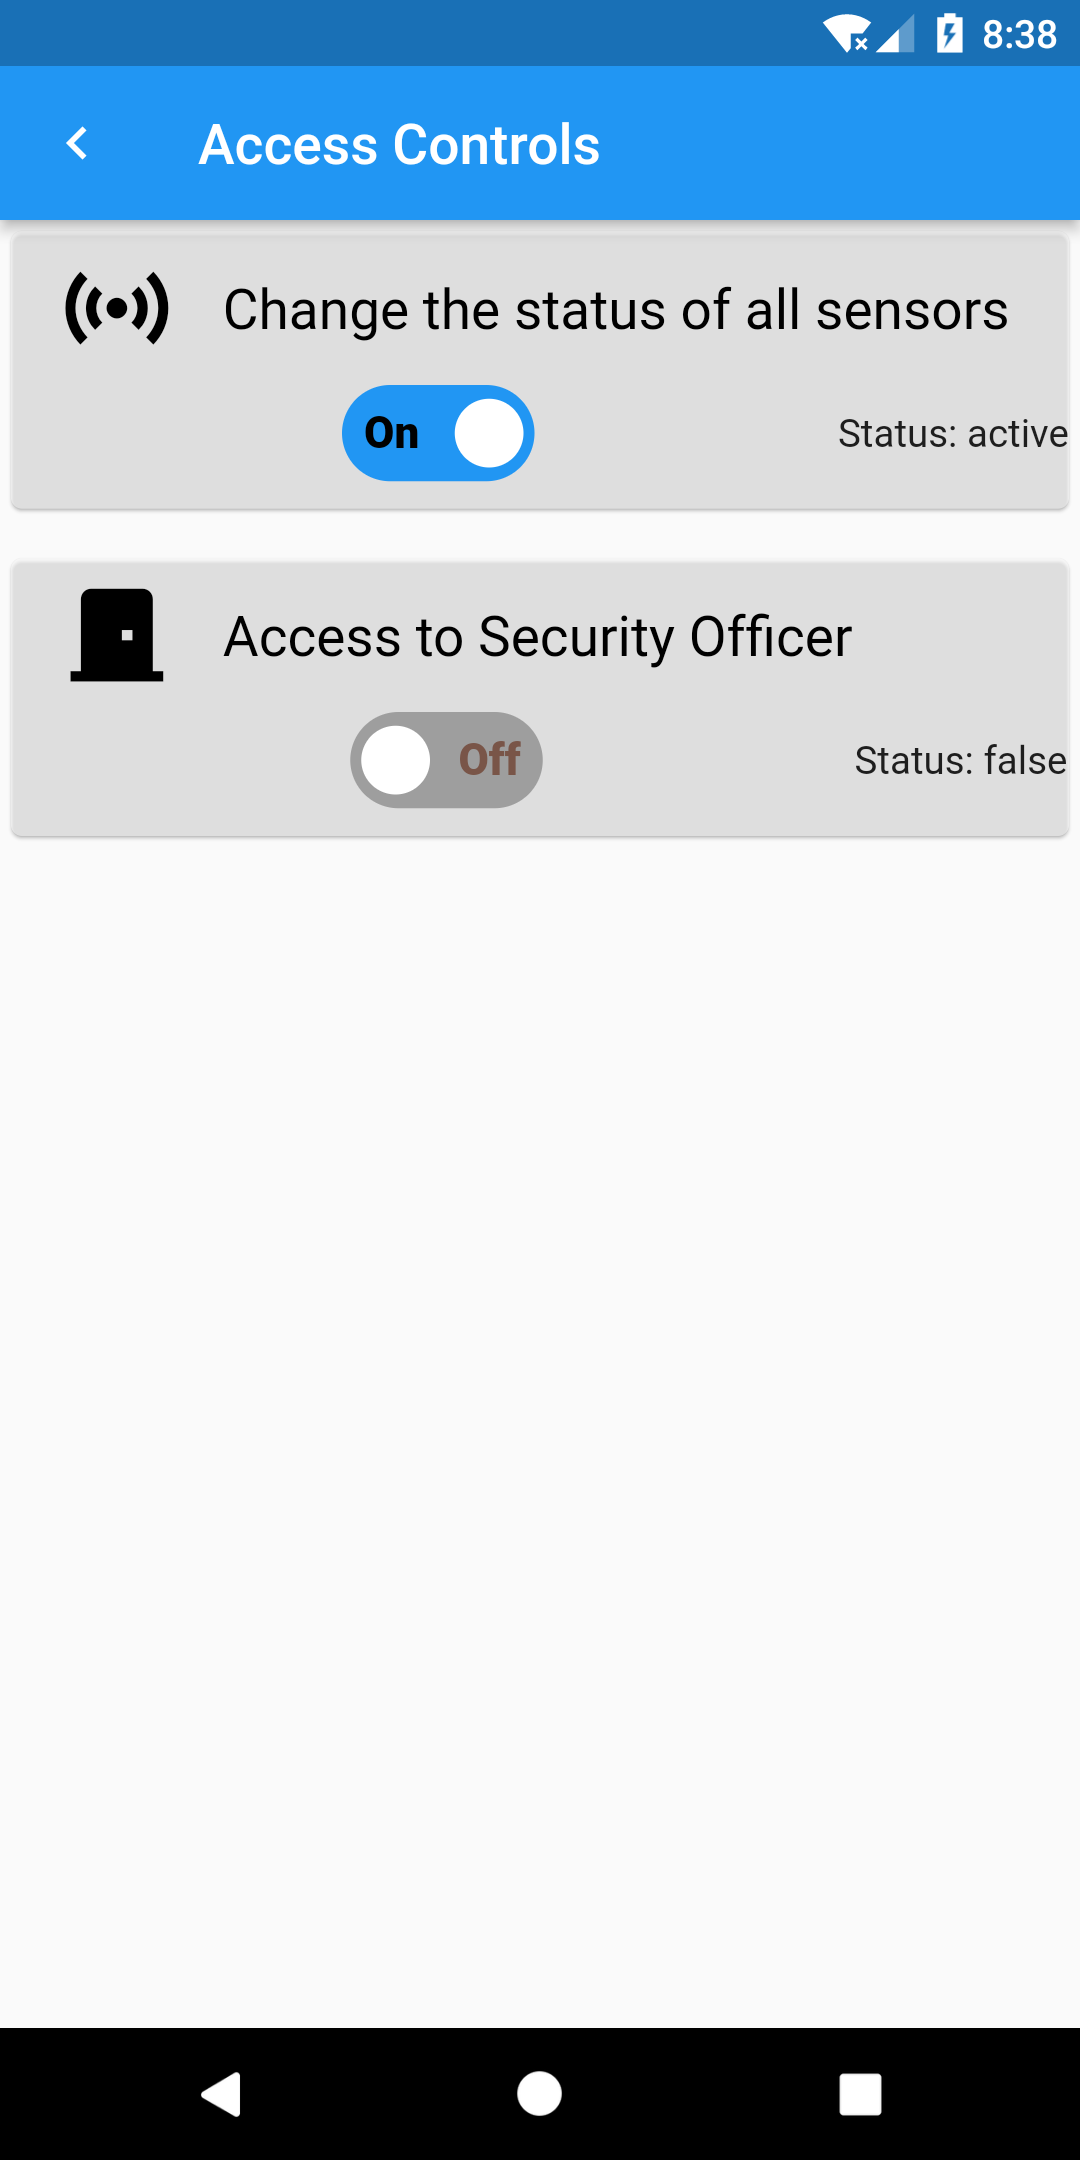 8:38
Access Controls
Change the status of all sensors
On
Status: active
Access to Security Officer
Off
Status: false